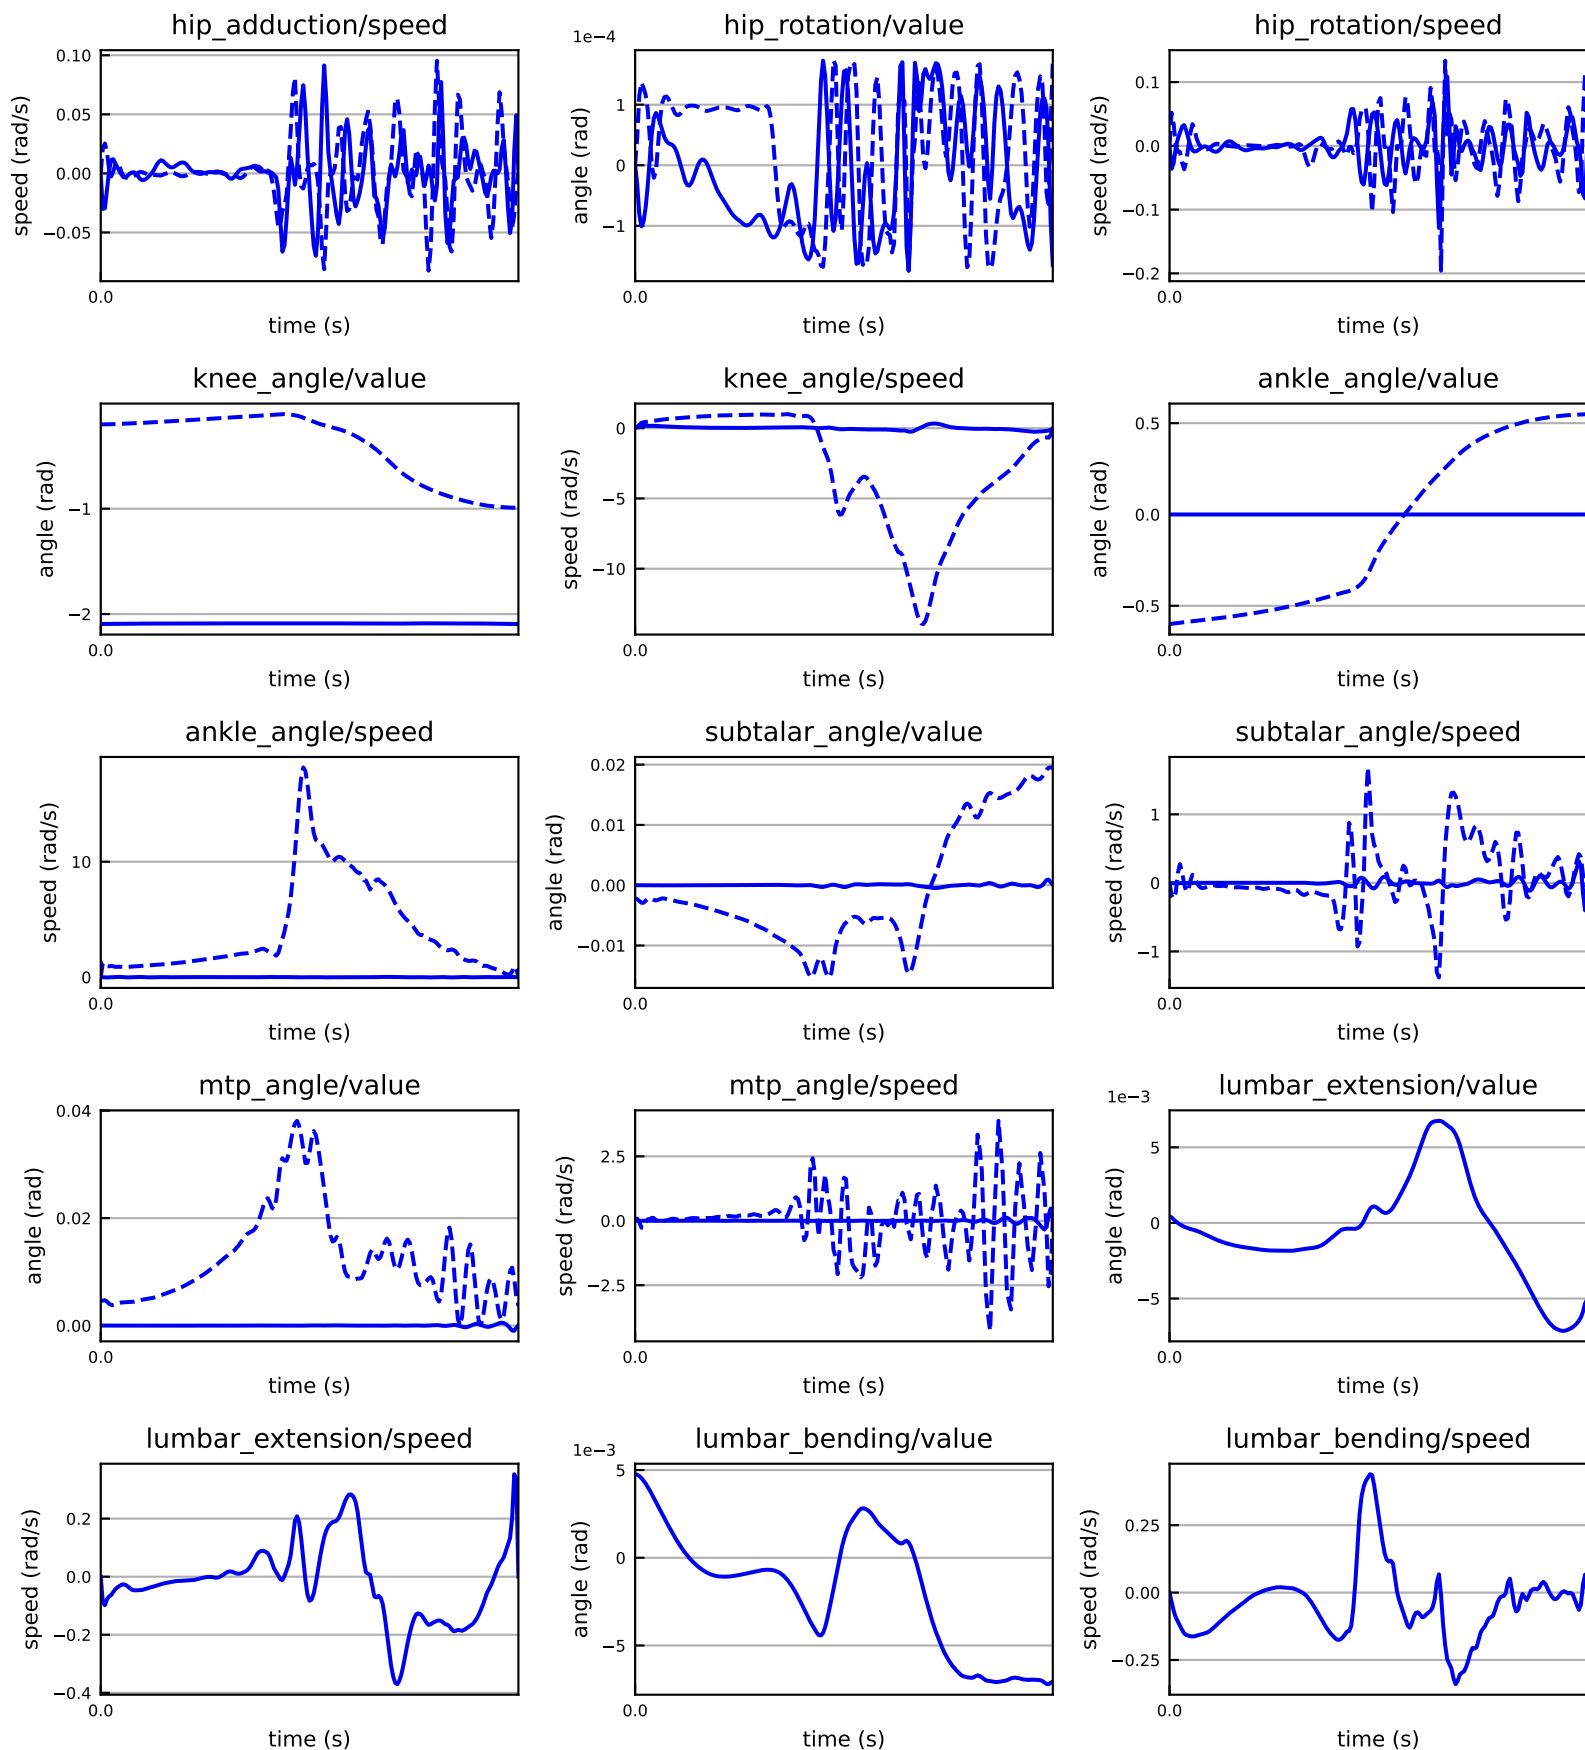 hip_adduction/speed
speed (rad/s)
0.10
0.05
0.00
−0.05
0.0
time (s)
hip_rotation/value
1e−4
angle (rad)
1
0
−1
0.0
time (s)
hip_rotation/speed
speed (rad/s)
0.1
0.0
−0.1
−0.2
0.0
time (s)
knee_angle/value
angle (rad)
−1
−2
0.0
time (s)
knee_angle/speed
speed (rad/s)
0
−5
−10
0.0
time (s)
ankle_angle/value
angle (rad)
0.5
0.0
−0.5
0.0
time (s)
ankle_angle/speed
speed (rad/s)
10
0
0.0
time (s)
subtalar_angle/value
angle (rad)
0.02
0.01
0.00
−0.01
0.0
time (s)
subtalar_angle/speed
speed (rad/s)
1
0
−1
0.0
time (s)
mtp_angle/value
angle (rad)
0.04
0.02
0.00
0.0
time (s)
mtp_angle/speed
speed (rad/s)
2.5
0.0
−2.5
0.0
time (s)
lumbar_extension/value
1e−3
angle (rad)
5
0
−5
0.0
time (s)
lumbar_extension/speed
speed (rad/s)
0.2
0.0
−0.2
−0.4
0.0
time (s)
lumbar_bending/value
1e−3
angle (rad)
5
0
−5
0.0
time (s)
lumbar_bending/speed
speed (rad/s)
0.25
0.00
−0.25
0.0
time (s)